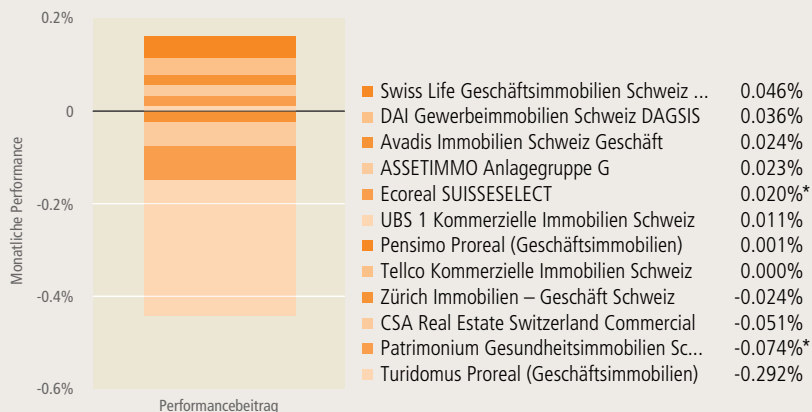 0.2%
0
-0.2%
-0.4%
-0.6%
Monatliche Performance
Performancebeitrag
Swiss Life Geschäftsimmobilien Schweiz ... 0.046%
DAI Gewerbeimmobilien Schweiz DAGSIS 0.036%
Avadis Immobilien Schweiz Geschäft 0.024%
ASSETIMMO Anlagegruppe G 0.023%
Ecoreal SUISSESELECT 0.020%*
UBS 1 Kommerzielle Immobilien Schweiz 0.011%
Pensimo Proreal (Geschäftsimmobilien) 0.001%
Tellco Kommerzielle Immobilien Schweiz 0.000%
Zürich Immobilien – Geschäft Schweiz -0.024%
CSA Real Estate Switzerland Commercial -0.051%
Patrimonium Gesundheitsimmobilien Sc... -0.074%*
Turidomus Proreal (Geschäftsimmobilien) -0.292%